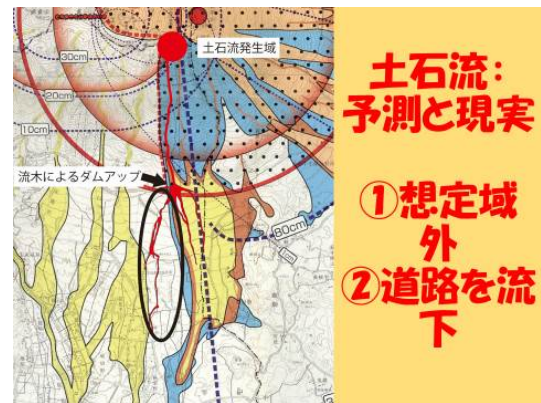 30cm
土石流発生域
20cm
10cm
流木によるダムアップ
80cm
土石流:
予測と現実
①想定域
外
②道路を流
下